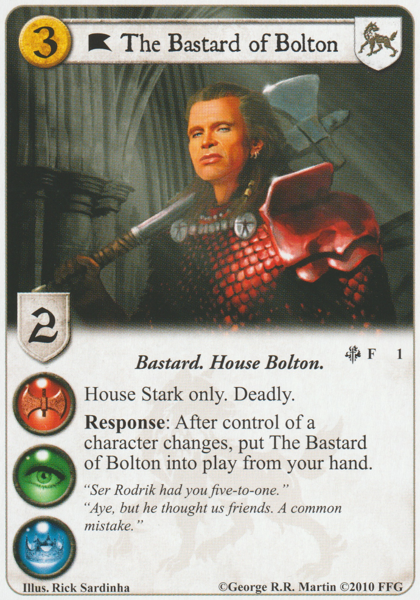 3 The Bastard of Bolton
2
Bastard. House Bolton.
F 1
House Stark only. Deadly.
Response: After control of a
character changes, put The Bastard
of Bolton into play from your hand.
“Ser Rodrik had you five-to-one.”
“Aye, but he thought us friends. A common
mistake.”
Illus. Rick Sardinha ©George R.R. Martin ©2010 FFG